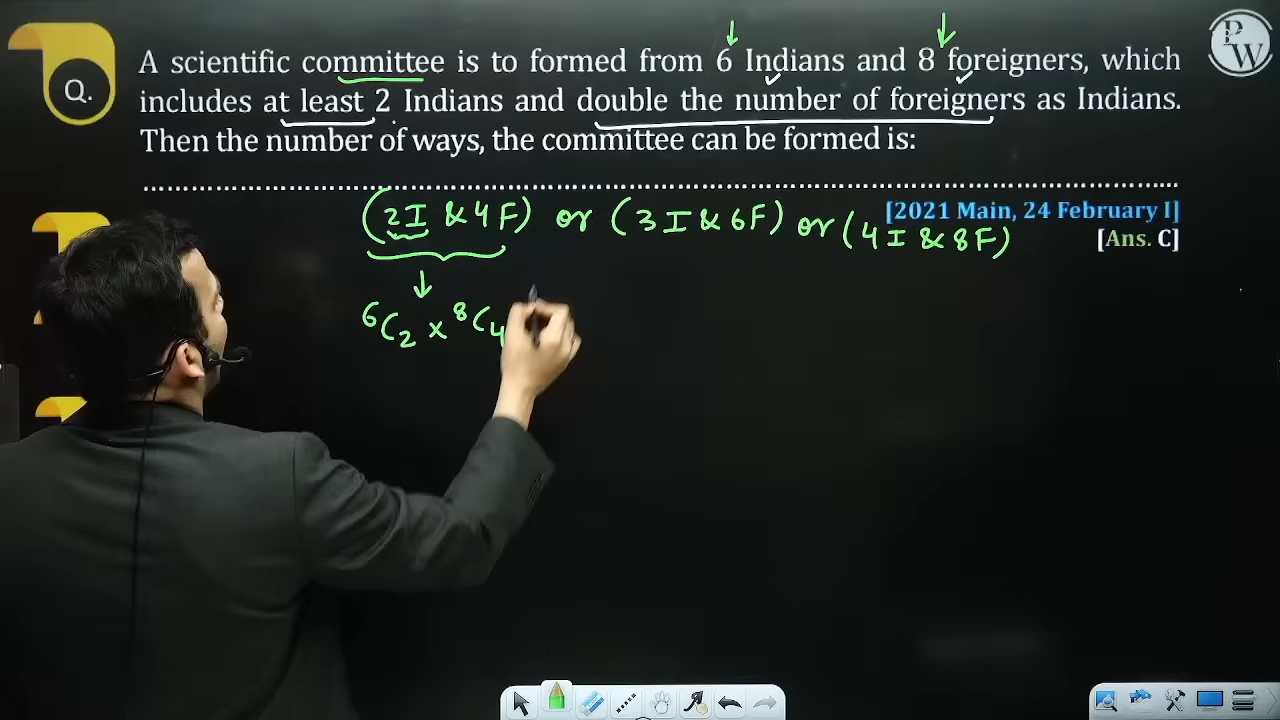 PW
Q.
A scientific committee is to formed from 6 Indians and 8 foreigners, which
includes at least 2 Indians and double the number of foreigners as Indians.
Then the number of ways, the committee can be formed is:
[2021 Main, 24 February I]
[Ans. C]
(2I & 4F) or (3I & 6F) or (4I & 8F)
⁶C₂ x ⁸C₄